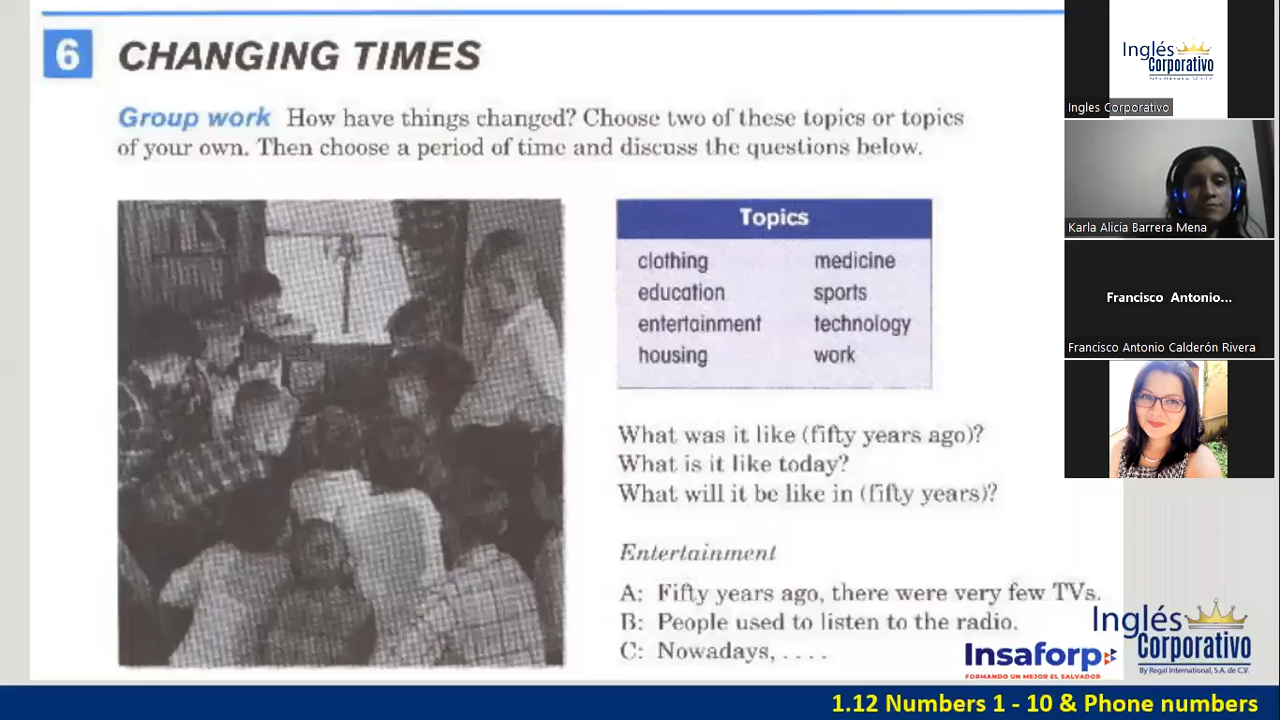 6 CHANGING TIMES
Group work How have things changed? Choose two of these topics or topics
of your own. Then choose a period of time and discuss the questions below.
Topics
clothing medicine
education sports
entertainment technology
housing work
What was it like (fifty years ago)?
What is it like today?
What will it be like in (fifty years)?
Entertainment
A: Fifty years ago, there were very few TVs.
B: People used to listen to the radio.
C: Nowadays, . . . .
Inglés
Corporativo
Ingles Corporativo
Karla Alicia Barrera Mena
Francisco Antonio...
Francisco Antonio Calderón Rivera
Insaforp
FORMANDO UN MEJOR EL SALVADOR
Inglés
Corporativo
By Regal International, S.A. de C.V.
1.12 Numbers 1 - 10 & Phone numbers